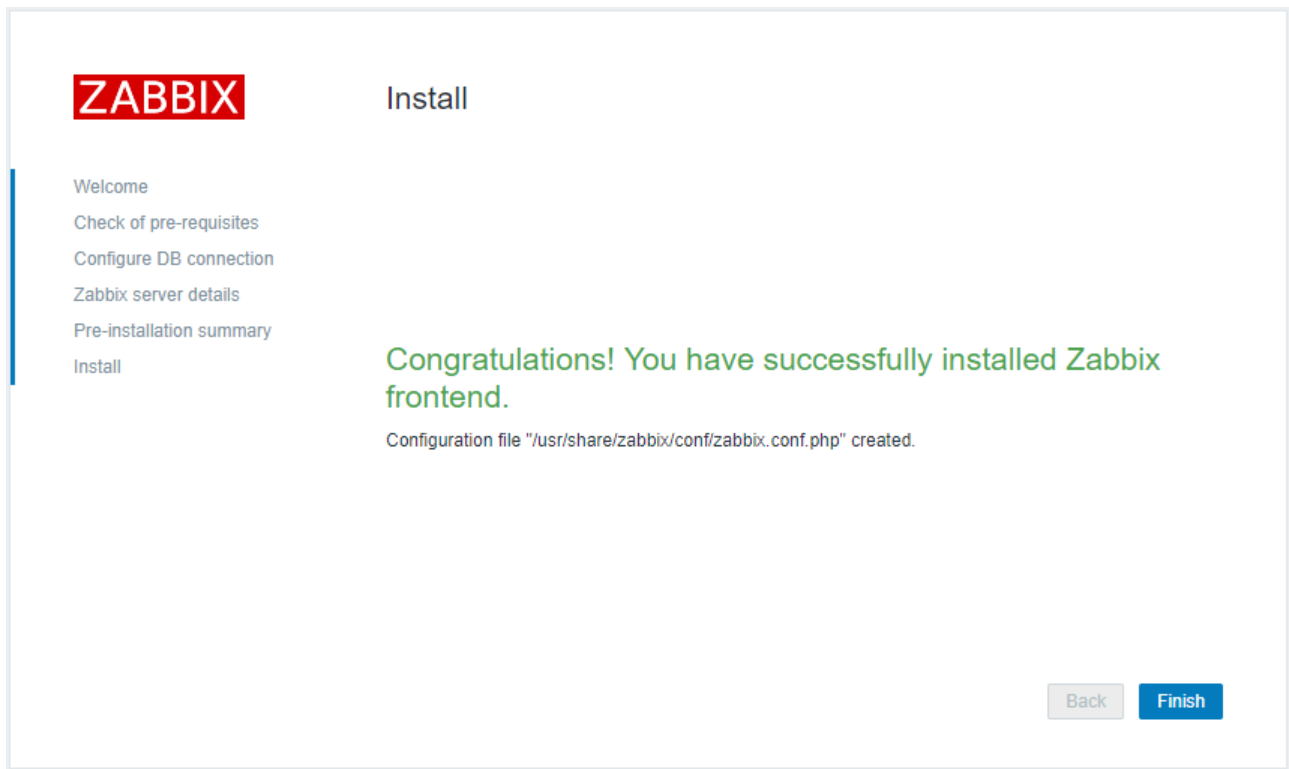 ZABBIX
Install
Welcome
Check of pre-requisites
Configure DB connection
Zabbix server details
Pre-installation summary
Install
Congratulations! You have successfully installed Zabbix
frontend.
Configuration file "/usr/share/zabbix/conf/zabbix.conf.php" created.
Back
Finish